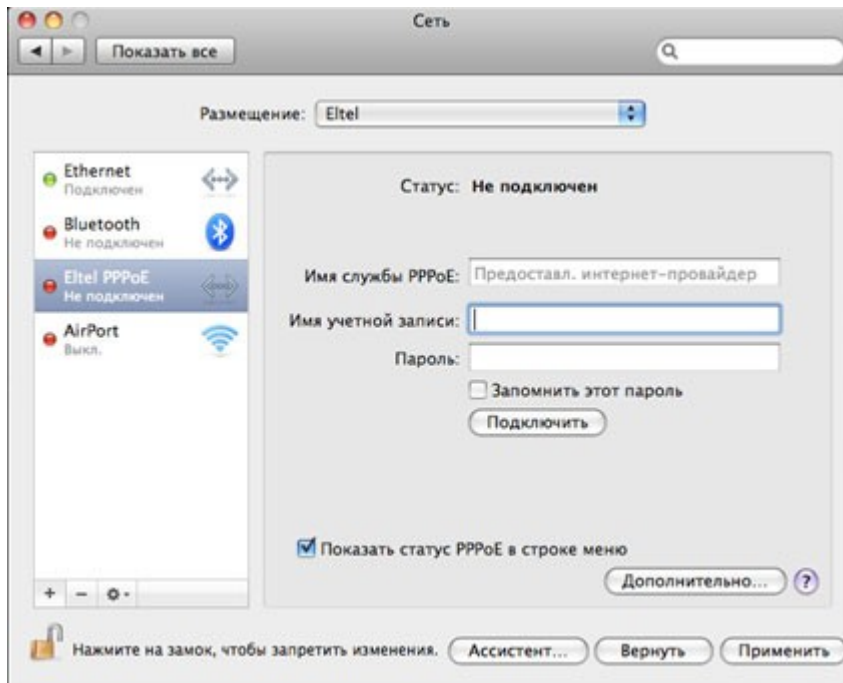 Сеть
Показать все
Размещение: Eltel
Ethernet
Подключен
Bluetooth
Не подключен
Eltel PPPoE
Не подключен
AirPort
Выкл.
Статус: Не подключен
Имя службы PPPoE: Предоставл. интернет-провайдер
Имя учетной записи:
Пароль:
Запомнить этот пароль
Подключить
Показать статус PPPoE в строке меню
Дополнительно... ?
Нажмите на замок, чтобы запретить изменения. Ассистент... Вернуть Применить